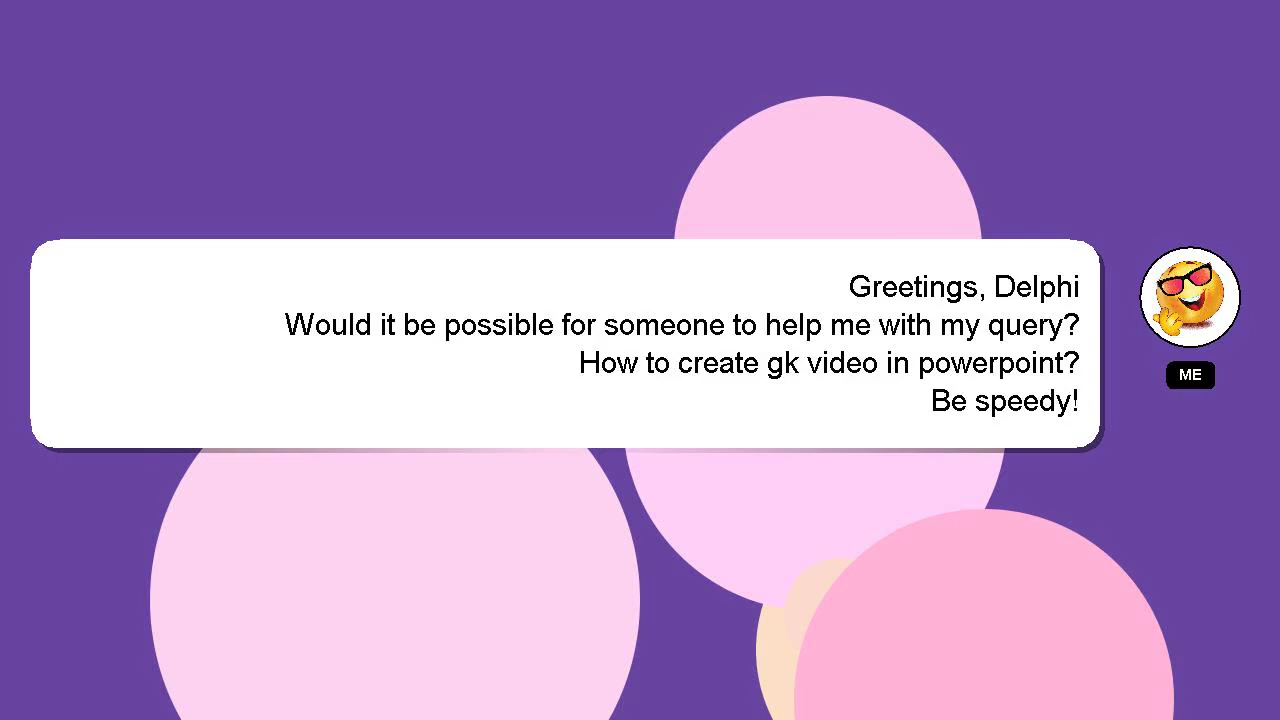 Greetings, Delphi
Would it be possible for someone to help me with my query?
How to create gk video in powerpoint?
Be speedy!
ME